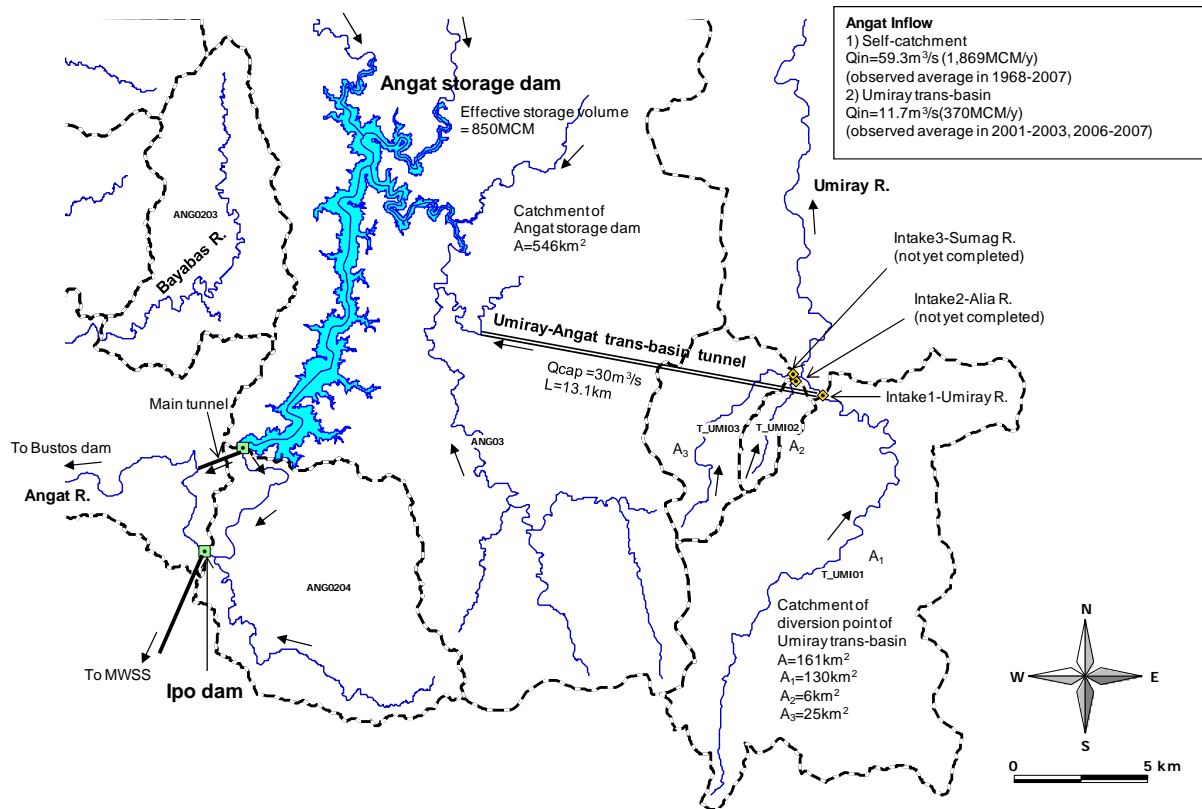 Angat Inflow
1) Self-catchment
Qin=59.3m³/s (1,869MCM/y)
(observed average in 1968-2007)
2) Umiray trans-basin
Qin=11.7m³/s(370MCM/y)
(observed average in 2001-2003, 2006-2007)
Angat storage dam
Effective storage volume
= 850MCM
Umiray R.
ANG0203
Bayabas R.
Catchment of
Angat storage dam
A=546km²
Intake3-Sumag R.
(not yet completed)
Intake2-Alia R.
(not yet completed)
Umiray-Angat trans-basin tunnel
Qcap =30m³/s
L=13.1km
Intake1-Umiray R.
Main tunnel
T_UMI03
T_UMI02
A₃
A₂
ANG03
To Bustos dam
Angat R.
A₁
T_UMI01
ANG0204
Catchment of
diversion point of
Umiray trans-basin
A=161km²
A₁=130km²
A₂=6km²
A₃=25km²
To MWSS
Ipo dam
N
W
E
S
0
5 km